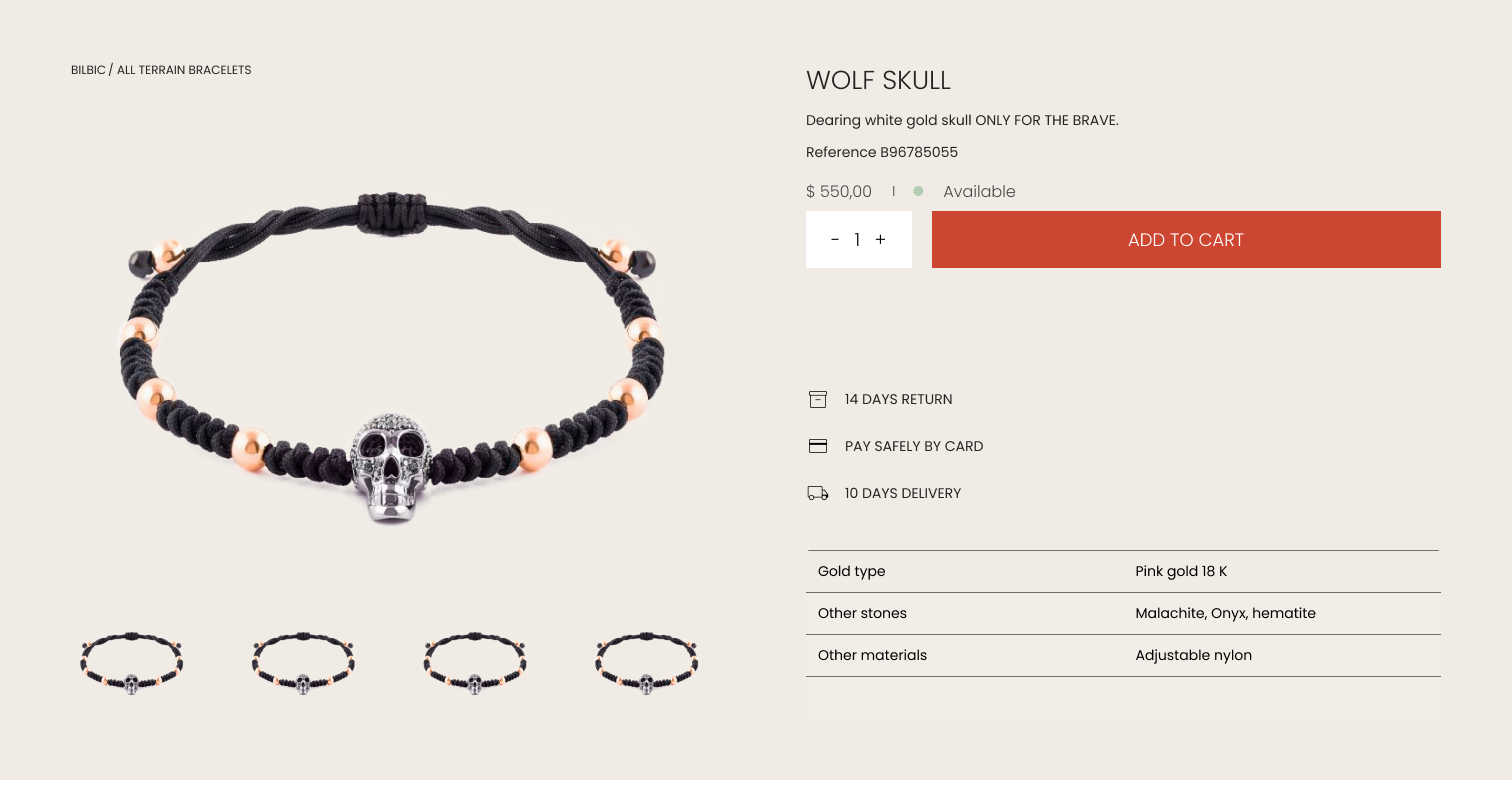 BILBIC / ALL TERRAIN BRACELETS
WOLF SKULL
Dearing white gold skull ONLY FOR THE BRAVE.
Reference B96785055
$ 550,00 | Available
- 1 +
ADD TO CART
14 DAYS RETURN
PAY SAFELY BY CARD
10 DAYS DELIVERY
Gold type Pink gold 18 K
Other stones Malachite, Onyx, hematite
Other materials Adjustable nylon